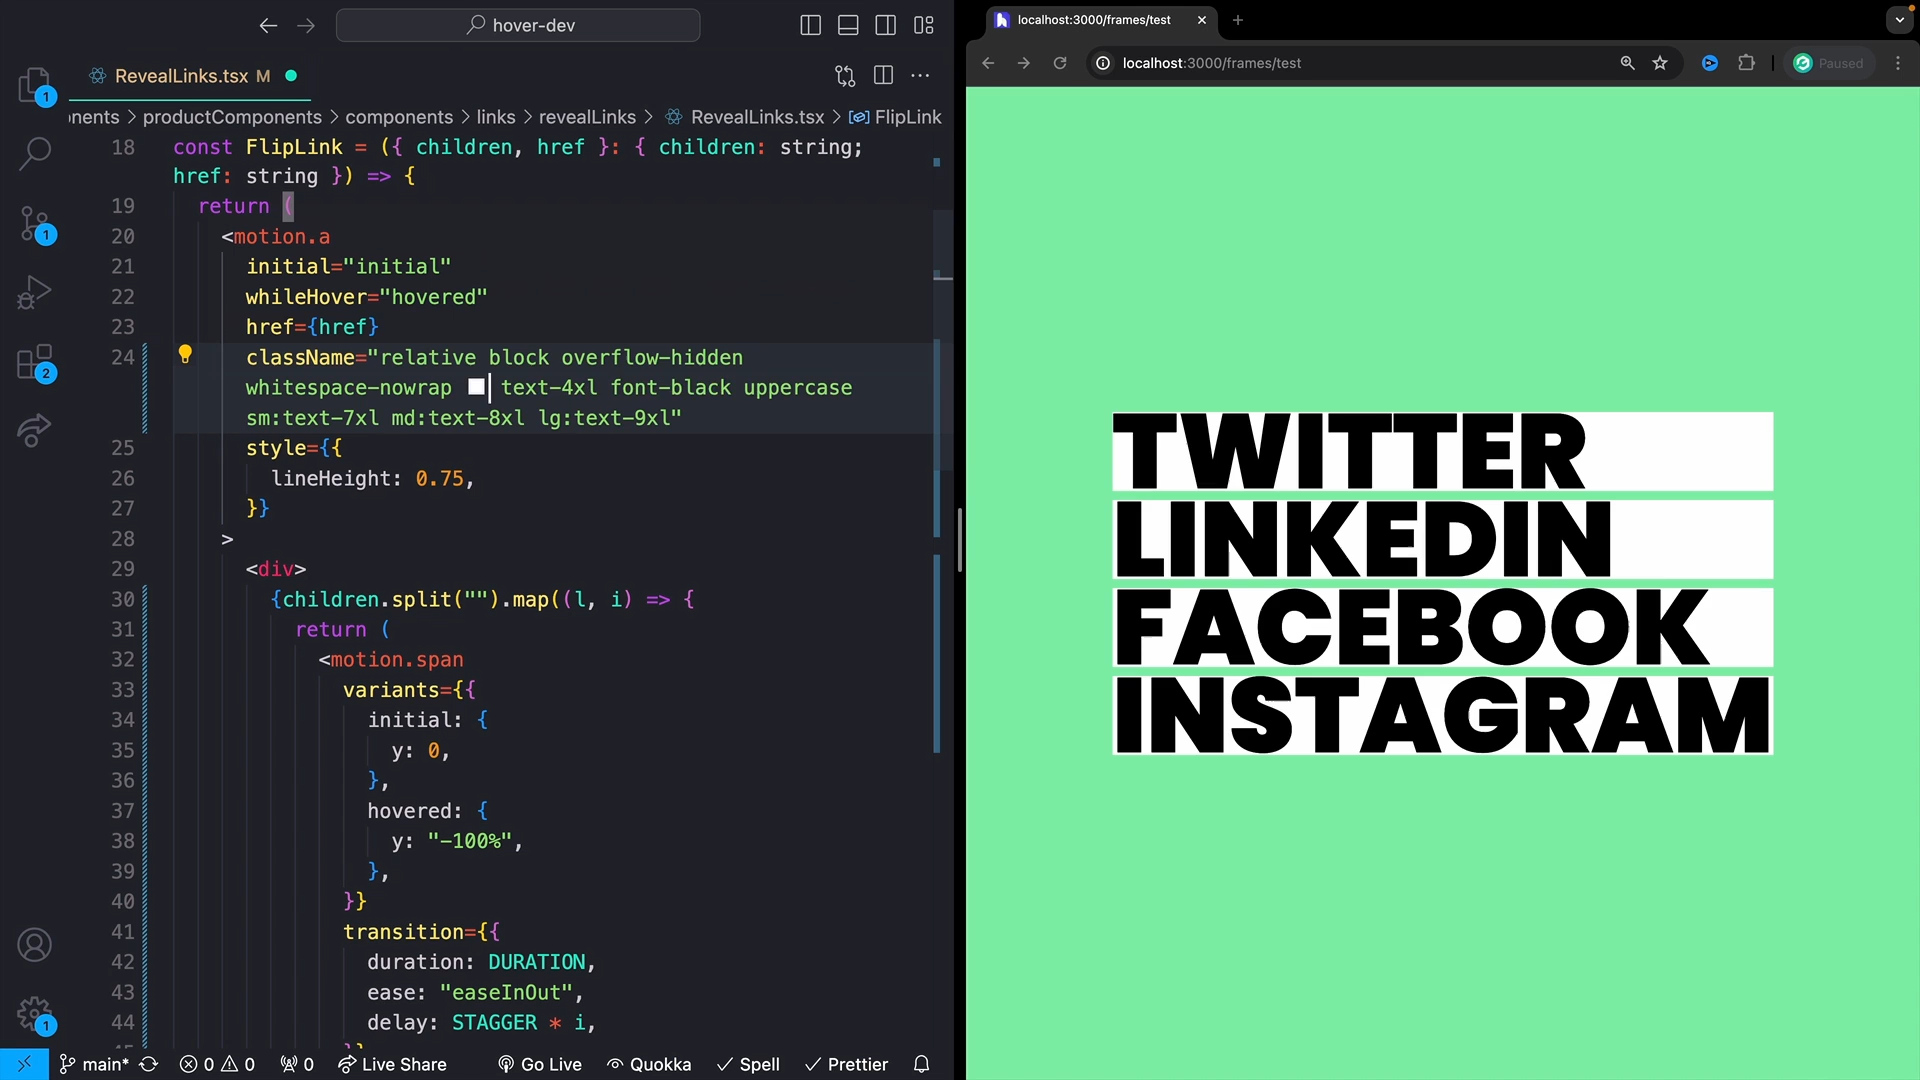 hover-dev
RevealLinks.tsx M
nents > productComponents > components > links > revealLinks > RevealLinks.tsx > FlipLink
18 const FlipLink = ({ children, href }: { children: string;
href: string }) => {
19 return (
20 <motion.a
21 initial="initial"
22 whileHover="hovered"
23 href={href}
24 className="relative block overflow-hidden
whitespace-nowrap text-4xl font-black uppercase
sm:text-7xl md:text-8xl lg:text-9xl"
25 style={{
26 lineHeight: 0.75,
27 }}
28 >
29 <div>
30 {children.split("").map((l, i) => {
31 return (
32 <motion.span
33 variants={{
34 initial: {
35 y: 0,
36 },
37 hovered: {
38 y: "-100%",
39 },
40 }}
41 transition={{
42 duration: DURATION,
43 ease: "easeInOut",
44 delay: STAGGER * i,
1
1
2
1
main* 0 0 0 Live Share Go Live Quokka Spell Prettier
localhost:3000/frames/test
localhost:3000/frames/test
Paused
TWITTER
LINKEDIN
FACEBOOK
INSTAGRAM